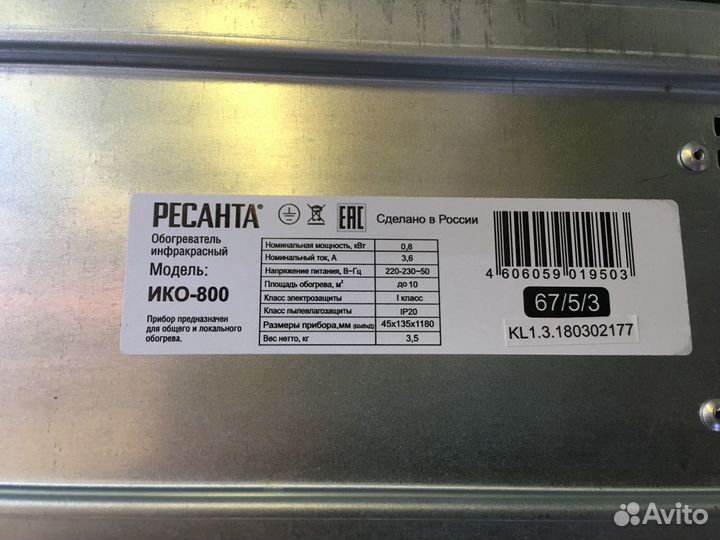 РЕСАНТА®
Обогреватель
инфракрасный
Модель:
ИКО-800
Прибор предназначен
для общего и локального
обогрева.
EAC
Сделано в России
Номинальная мощность, кВт 0,8
Номинальный ток, А 3,6
Напряжение питания, В~Гц 220-230~50
Площадь обогрева, м² до 10
Класс электрозащиты I класс
Класс пылевлагозащиты IP20
Размеры прибора,мм (ШхВхД) 45х135х1180
Вес нетто, кг 3,5
4 606059 019503
67/5/3
KL1.3.180302177
Avito